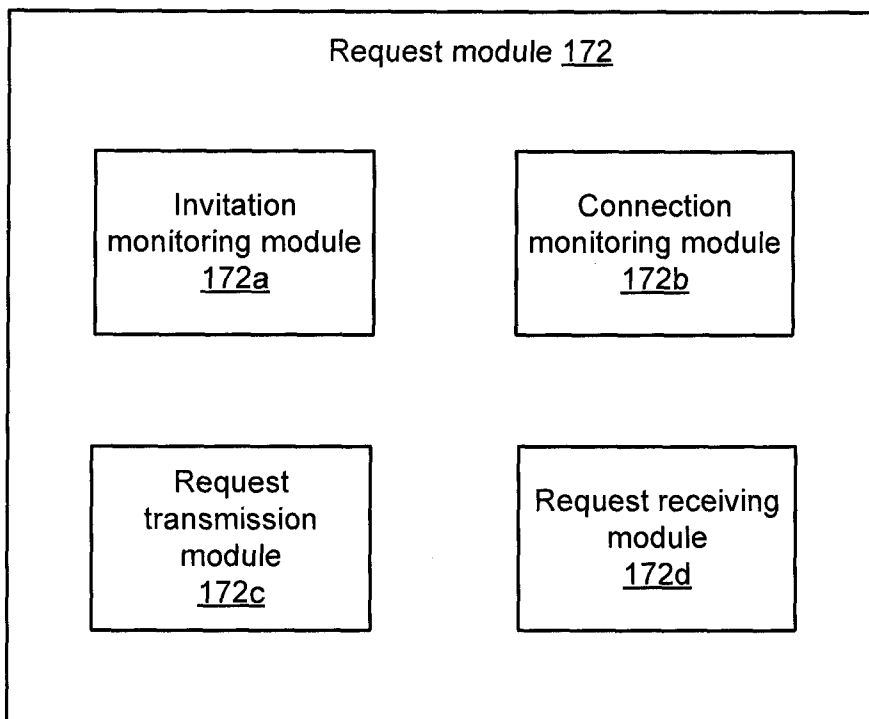 Request module 172
Invitation
monitoring module
172a
Connection
monitoring module
172b
Request
transmission
module
172c
Request receiving
module
172d